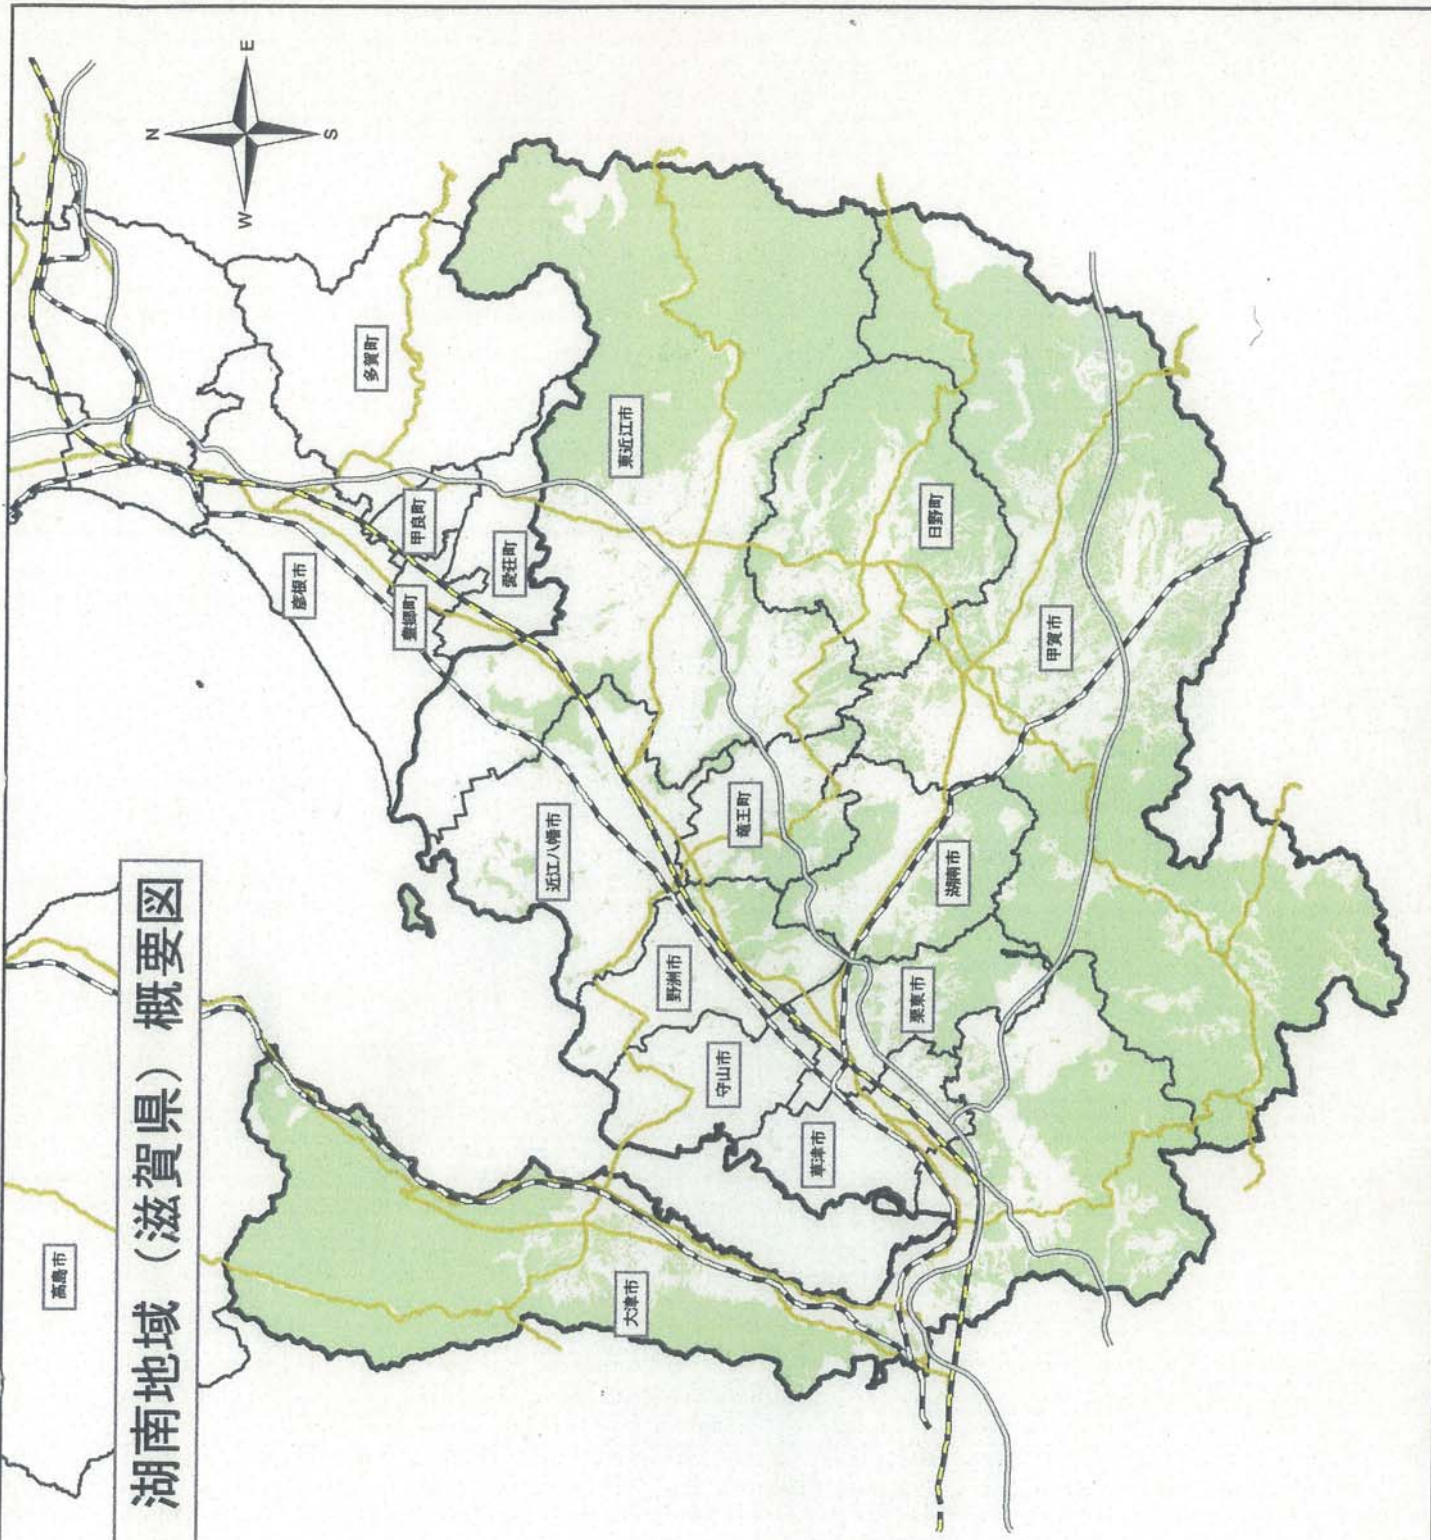 高島市
湖南地域（滋賀県）概要図
N
W
E
S
彦根市
多賀町
豊郷町
甲良町
愛荘町
近江八幡市
大津市
東近江市
野洲市
守山市
竜王町
草津市
栗東市
日野町
湖南市
甲賀市